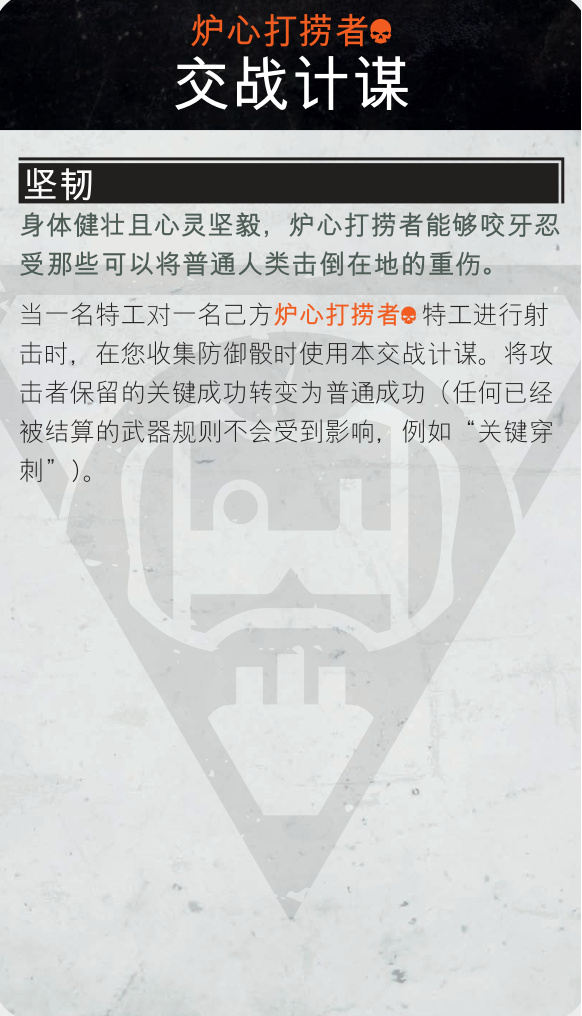 炉心打捞者
交战计谋
坚韧
身体健壮且心灵坚毅，炉心打捞者能够咬牙忍
受那些可以将普通人类击倒在地的重伤。
当一名特工对一名己方炉心打捞者特工进行射
击时，在您收集防御骰时使用本交战计谋。将攻
击者保留的关键成功转变为普通成功（任何已经
被结算的武器规则不会受到影响，例如“关键穿
刺”）。